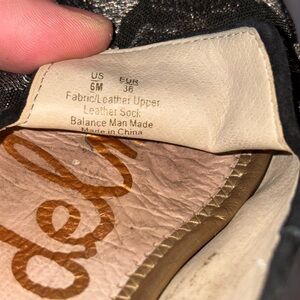 US EUR
6M 36
Fabric/Leather Upper
Leather Sock
Balance Man Made
Made in China